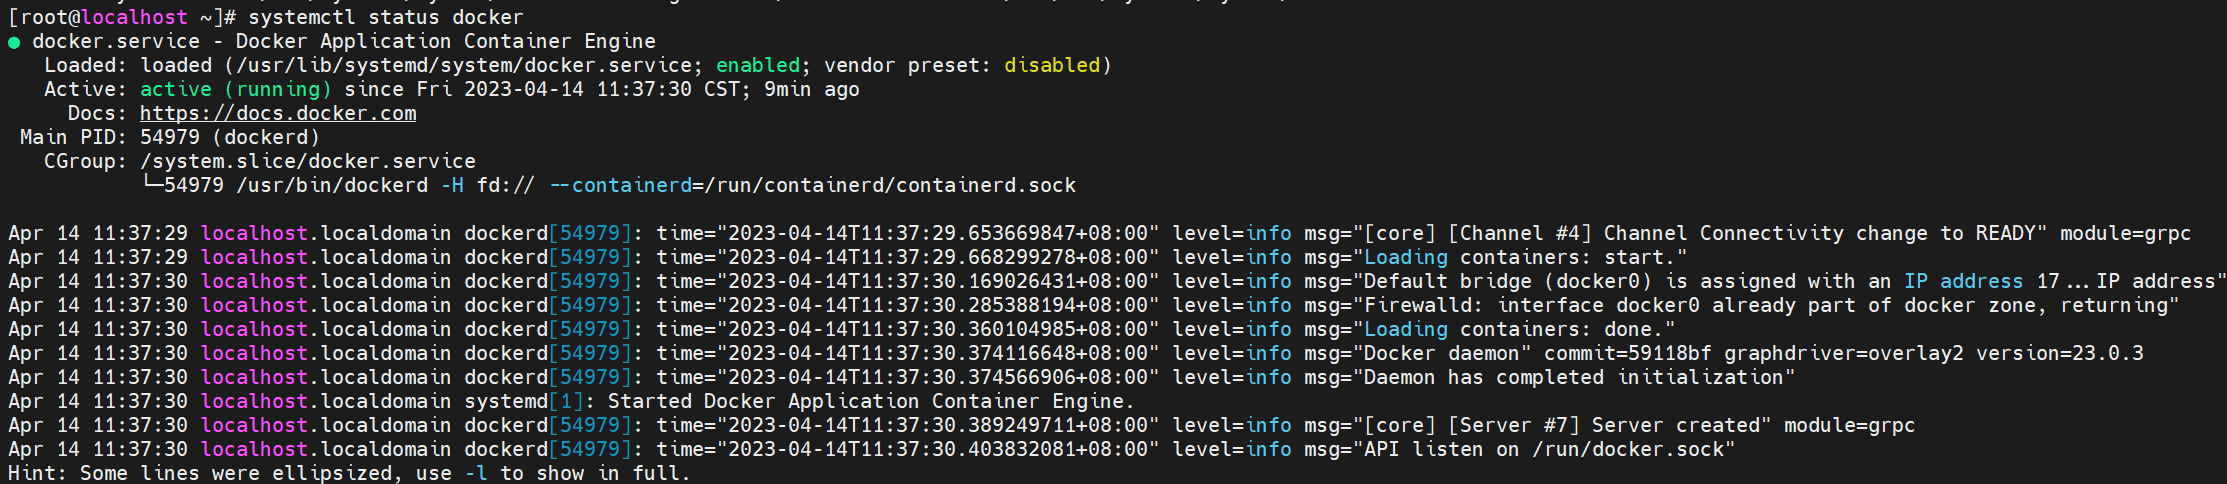 [root@localhost ~]# systemctl status docker
● docker.service - Docker Application Container Engine
   Loaded: loaded (/usr/lib/systemd/system/docker.service; enabled; vendor preset: disabled)
   Active: active (running) since Fri 2023-04-14 11:37:30 CST; 9min ago
     Docs: https://docs.docker.com
 Main PID: 54979 (dockerd)
   CGroup: /system.slice/docker.service
           └─54979 /usr/bin/dockerd -H fd:// --containerd=/run/containerd/containerd.sock

Apr 14 11:37:29 localhost.localdomain dockerd[54979]: time="2023-04-14T11:37:29.653669847+08:00" level=info msg="[core] [Channel #4] Channel Connectivity change to READY" module=grpc
Apr 14 11:37:29 localhost.localdomain dockerd[54979]: time="2023-04-14T11:37:29.668299278+08:00" level=info msg="Loading containers: start."
Apr 14 11:37:30 localhost.localdomain dockerd[54979]: time="2023-04-14T11:37:30.169026431+08:00" level=info msg="Default bridge (docker0) is assigned with an IP address 17...IP address"
Apr 14 11:37:30 localhost.localdomain dockerd[54979]: time="2023-04-14T11:37:30.285388194+08:00" level=info msg="Firewalld: interface docker0 already part of docker zone, returning"
Apr 14 11:37:30 localhost.localdomain dockerd[54979]: time="2023-04-14T11:37:30.360104985+08:00" level=info msg="Loading containers: done."
Apr 14 11:37:30 localhost.localdomain dockerd[54979]: time="2023-04-14T11:37:30.374116648+08:00" level=info msg="Docker daemon" commit=59118bf graphdriver=overlay2 version=23.0.3
Apr 14 11:37:30 localhost.localdomain dockerd[54979]: time="2023-04-14T11:37:30.374566906+08:00" level=info msg="Daemon has completed initialization"
Apr 14 11:37:30 localhost.localdomain systemd[1]: Started Docker Application Container Engine.
Apr 14 11:37:30 localhost.localdomain dockerd[54979]: time="2023-04-14T11:37:30.389249711+08:00" level=info msg="[core] [Server #7] Server created" module=grpc
Apr 14 11:37:30 localhost.localdomain dockerd[54979]: time="2023-04-14T11:37:30.403832081+08:00" level=info msg="API listen on /run/docker.sock"
Hint: Some lines were ellipsized, use -l to show in full.